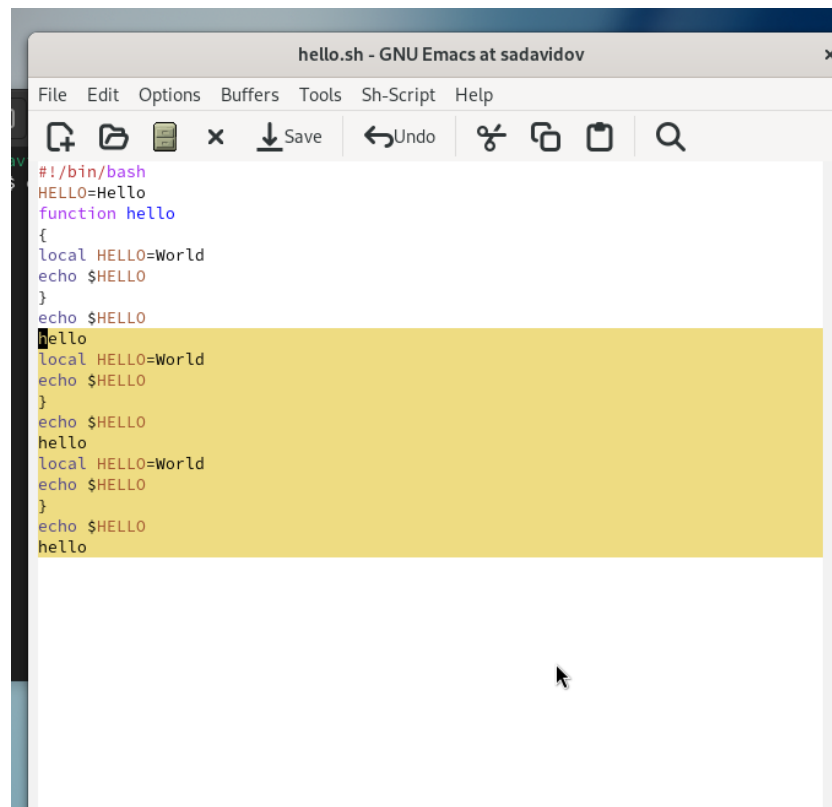 hello.sh - GNU Emacs at sadavidov
File Edit Options Buffers Tools Sh-Script Help
Save Undo
#!/bin/bash
HELLO=Hello
function hello
{
local HELLO=World
echo $HELLO
}
echo $HELLO
hello
local HELLO=World
echo $HELLO
}
echo $HELLO
hello
local HELLO=World
echo $HELLO
}
echo $HELLO
hello